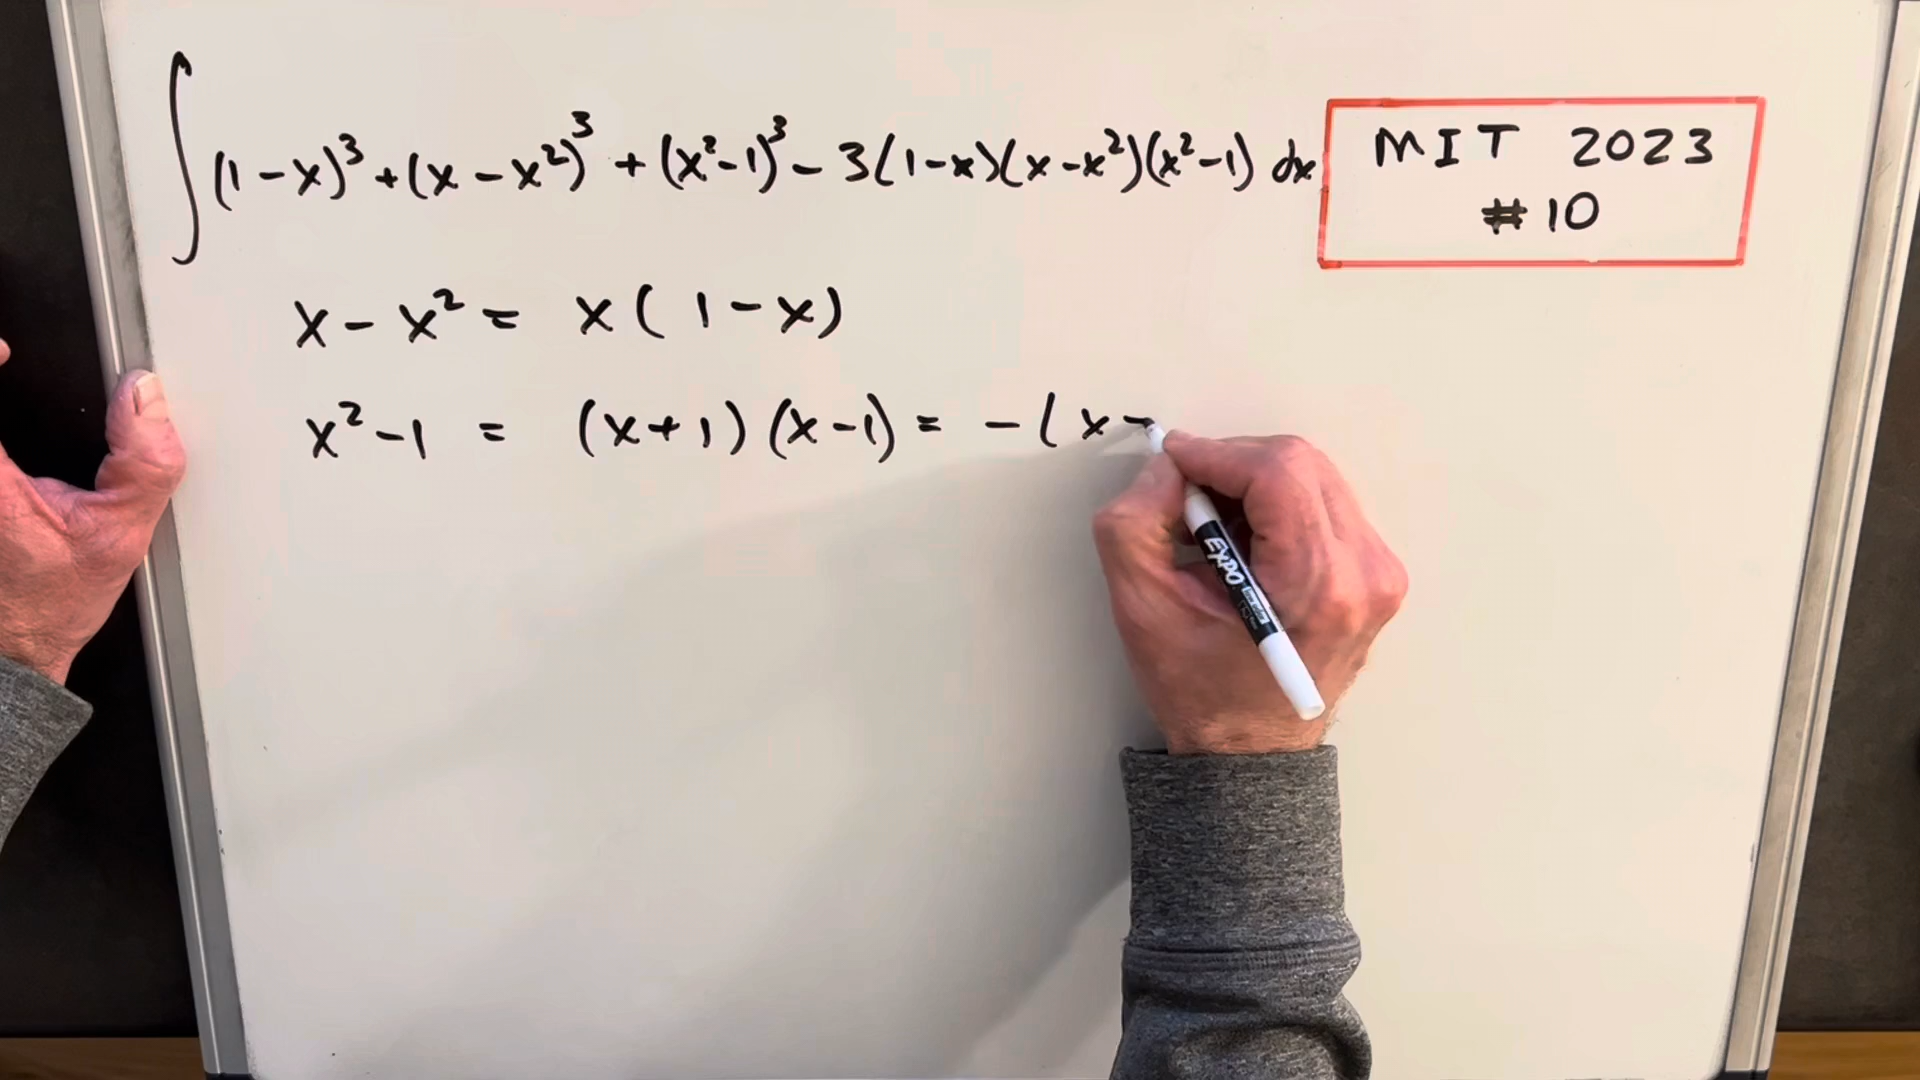 ∫ (1-x)³ + (x-x²)³ + (x²-1)³ - 3(1-x)(x-x²)(x²-1) dx
MIT 2023
# 10
x - x² = x(1-x)
x² - 1 = (x+1)(x-1) = -(x
EXPO